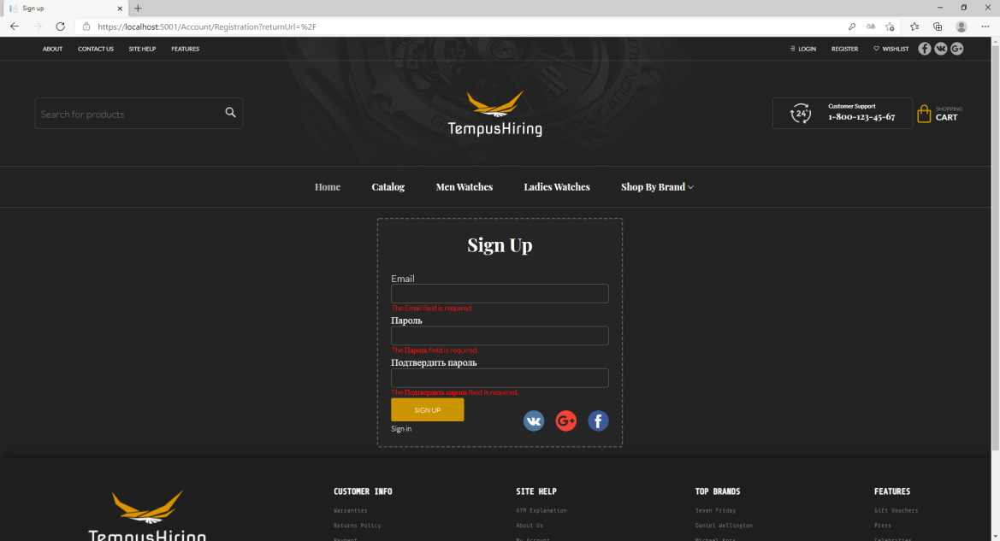 Sign up
https://localhost:5001/Account/Registration?returnUrl=%2F
ABOUT CONTACT US SITE HELP FEATURES LOGIN REGISTER WISHLIST
Search for products
TempusHiring
24
Customer Support
1-800-123-45-67
SHOPPING
CART
Home Catalog Men Watches Ladies Watches Shop By Brand
Sign Up
Email
The Email field is required.
Пароль
The Пароль field is required.
Подтвердить пароль
The Подтвердить пароль field is required.
SIGN UP
Sign in
CUSTOMER INFO SITE HELP TOP BRANDS FEATURES
Warranties ATM Explanation Seven Friday Gift Vouchers
Returns Policy About Us Daniel Wellington Press
Payment My Account Michael Kors Celebrities
TempusHiring